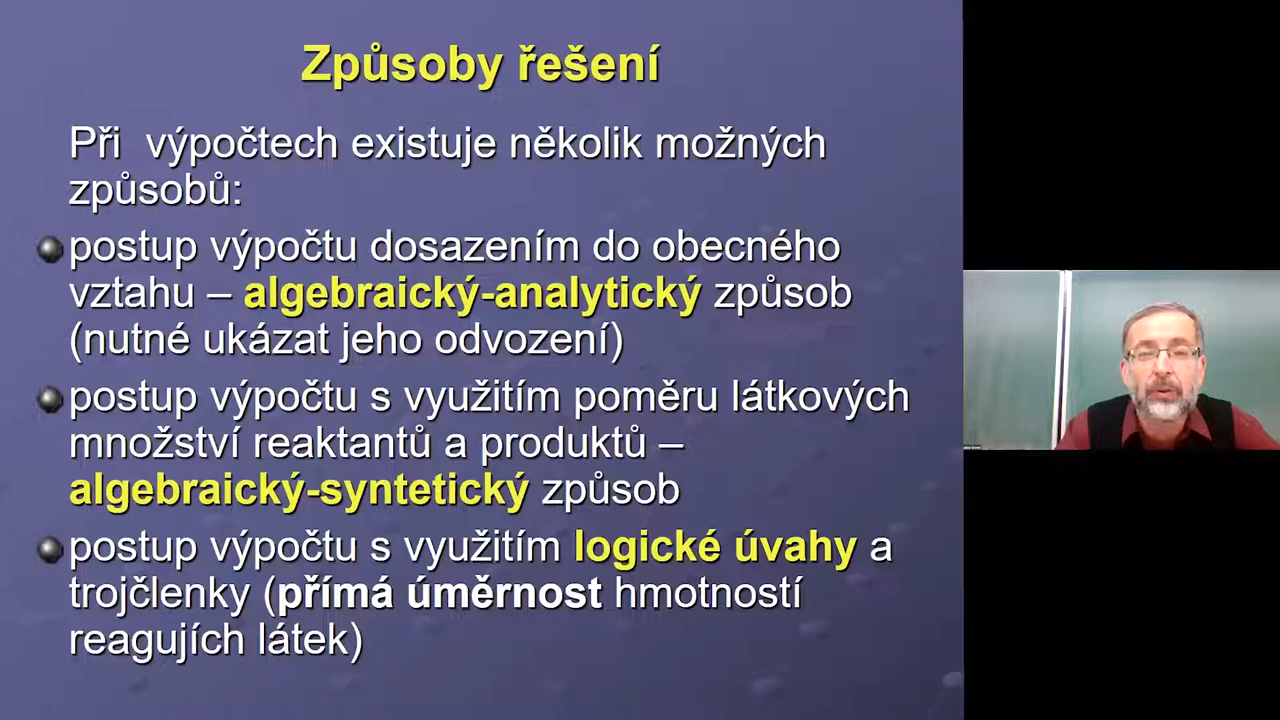 Způsoby řešení
Při výpočtech existuje několik možných
způsobů:
postup výpočtu dosazením do obecného
vztahu – algebraický-analytický způsob
(nutné ukázat jeho odvození)
postup výpočtu s využitím poměru látkových
množství reaktantů a produktů –
algebraický-syntetický způsob
postup výpočtu s využitím logické úvahy a
trojčlenky (přímá úměrnost hmotností
reagujích látek)